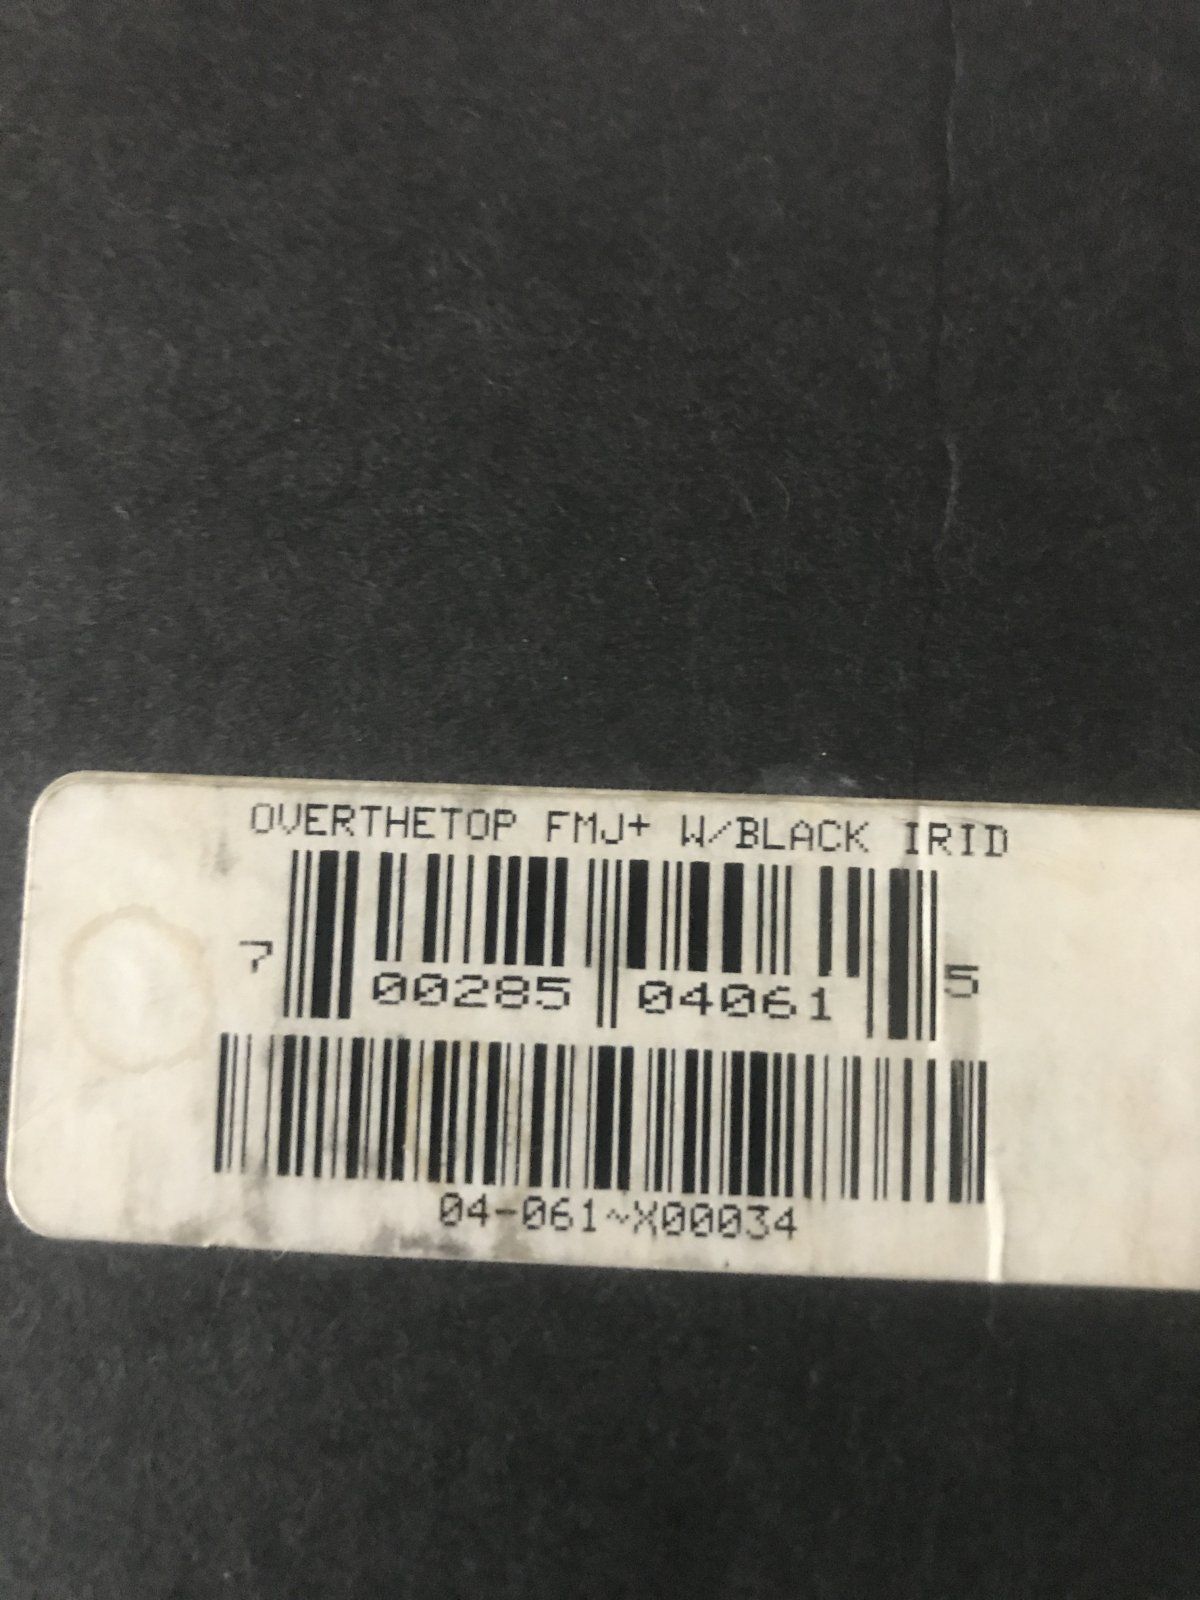 OVERTHETOP FMJ+ W/BLACK IRID
7 00285 04061 5
04-061~X00034